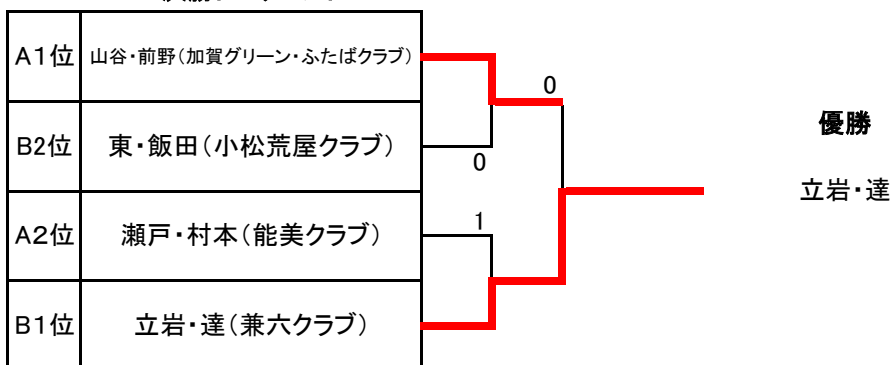 A1位 山谷・前野(加賀グリーン・ふたばクラブ)
0
優勝
B2位 東・飯田(小松荒屋クラブ)
0
立岩・達
A2位 瀬戸・村本(能美クラブ)
1
B1位 立岩・達(兼六クラブ)